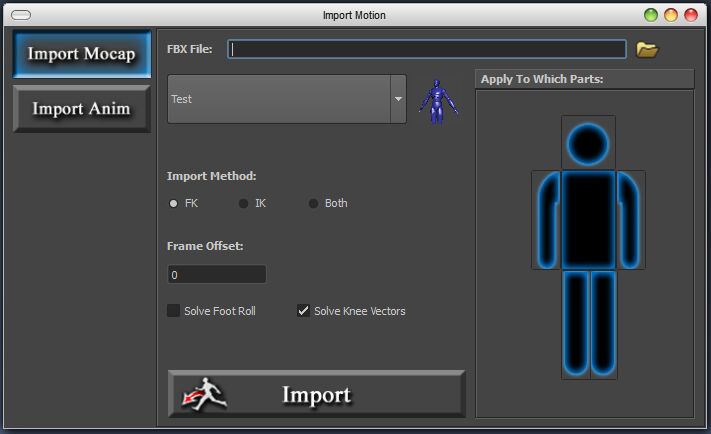 Import Motion
Import Mocap
Import Anim
FBX File:
Test
Apply To Which Parts:
Import Method:
FK IK Both
Frame Offset:
0
Solve Foot Roll Solve Knee Vectors
Import